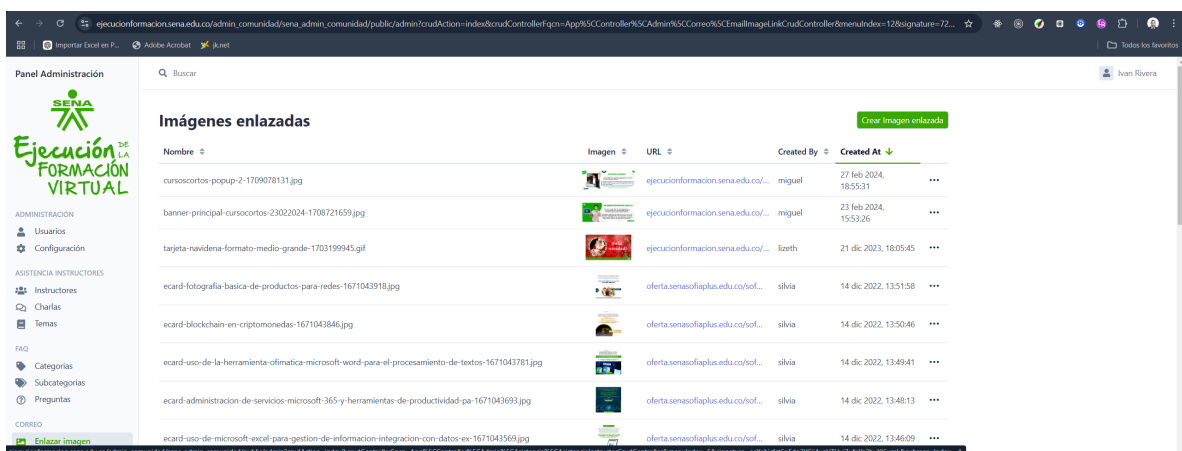 ejecucionformacion.sena.edu.co/admin_comunidad/sena_admin_comunidad/public/admin?crudAction=index&crudControllerFqcn=App%5CController%5CAdmin%5CCorreo%5CEmailImageLinkCrudController&menuIndex=12&signature=72...
Importar Excel en P... Adobe Acrobat jk.net Todos los favoritos
Panel Administración
Buscar
Ivan Rivera
SENA
Ejecución DE LA
FORMACIÓN
VIRTUAL
ADMINISTRACIÓN
Usuarios
Configuración
ASISTENCIA INSTRUCTORES
Instructores
Charlas
Temas
FAQ
Categorias
Subcategorias
Preguntas
CORREO
Enlazar imagen
Imágenes enlazadas
Crear Imagen enlazada
Nombre Imagen URL Created By Created At
cursoscortos-popup-2-1709078131.jpg ejecucionformacion.sena.edu.co/... miguel 27 feb 2024, 18:55:31
banner-principal-cursocortos-23022024-1708721659.jpg ejecucionformacion.sena.edu.co/... miguel 23 feb 2024, 15:53:26
tarjeta-navidena-formato-medio-grande-1703199945.gif ejecucionformacion.sena.edu.co/... lizeth 21 dic 2023, 18:05:45
ecard-fotografia-basica-de-productos-para-redes-1671043918.jpg oferta.senasofiaplus.edu.co/sof... silvia 14 dic 2022, 13:51:58
ecard-blockchain-en-criptomonedas-1671043846.jpg oferta.senasofiaplus.edu.co/sof... silvia 14 dic 2022, 13:50:46
ecard-uso-de-la-herramienta-ofimatica-microsoft-word-para-el-procesamiento-de-textos-1671043781.jpg oferta.senasofiaplus.edu.co/sof... silvia 14 dic 2022, 13:49:41
ecard-administracion-de-servicios-microsoft-365-y-herramientas-de-productividad-pa-1671043693.jpg oferta.senasofiaplus.edu.co/sof... silvia 14 dic 2022, 13:48:13
ecard-uso-de-microsoft-excel-para-gestion-de-informacion-integracion-con-datos-ex-1671043569.jpg oferta.senasofiaplus.edu.co/sof... silvia 14 dic 2022, 13:46:09